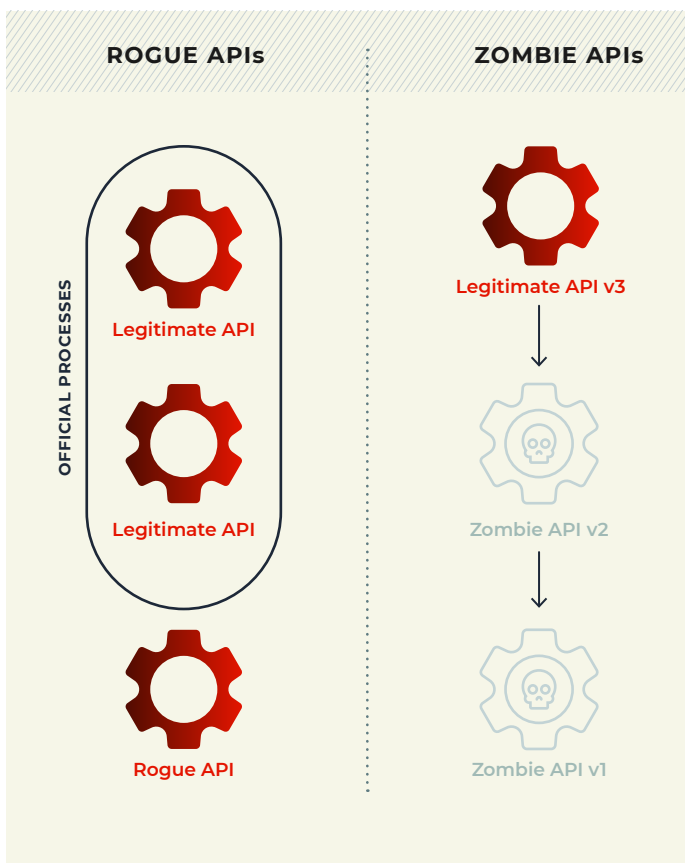 ROGUE APIs
ZOMBIE APIs
OFFICIAL PROCESSES
Legitimate API
Legitimate API
Rogue API
Legitimate API v3
Zombie API v2
Zombie API v1